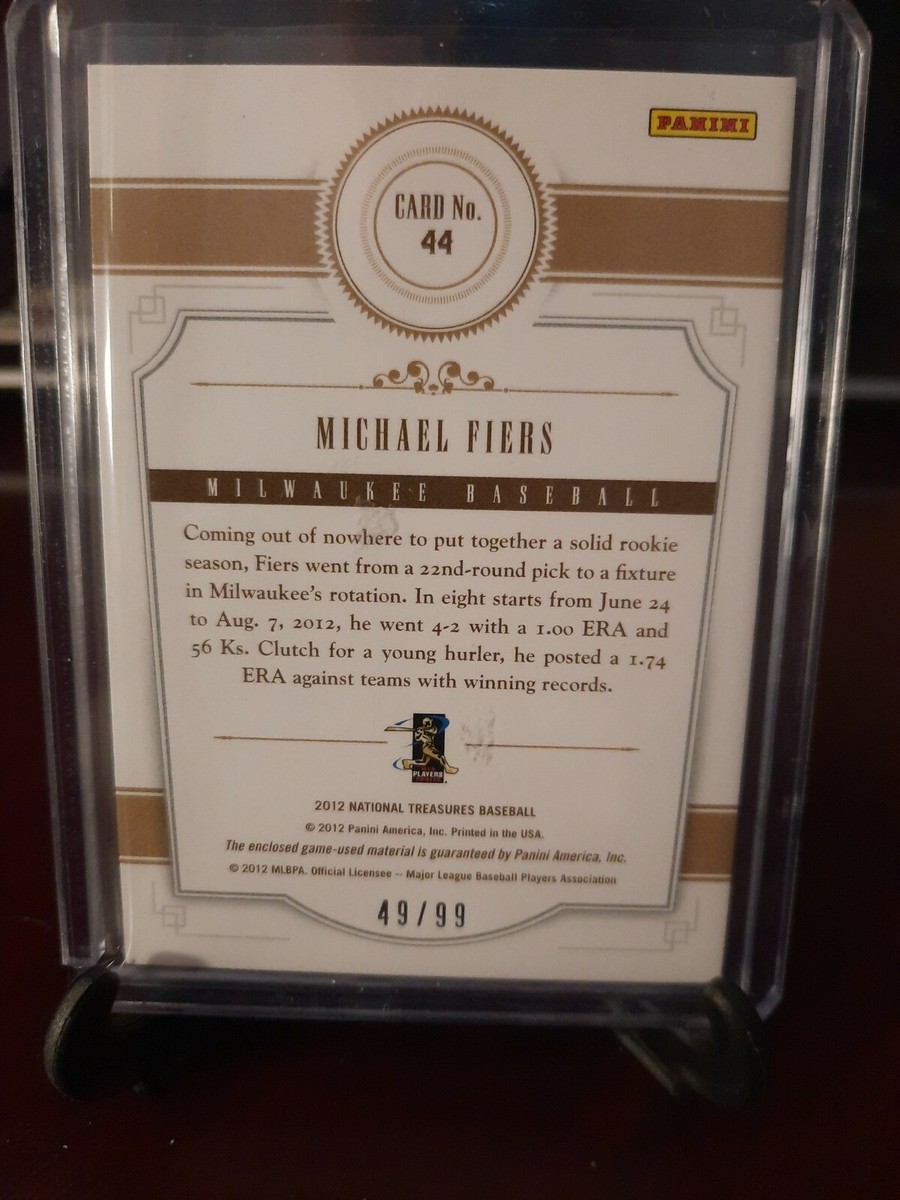 PANINI
CARD No.
44
MICHAEL FIERS
MILWAUKEE BASEBALL
Coming out of nowhere to put together a solid rookie
season, Fiers went from a 22nd-round pick to a fixture
in Milwaukee's rotation. In eight starts from June 24
to Aug. 7, 2012, he went 4-2 with a 1.00 ERA and
56 Ks. Clutch for a young hurler, he posted a 1.74
ERA against teams with winning records.
PLAYERS
2012 NATIONAL TREASURES BASEBALL
© 2012 Panini America, Inc. Printed in the USA.
The enclosed game-used material is guaranteed by Panini America, Inc.
© 2012 MLBPA. Official Licensee -- Major League Baseball Players Association
49/99